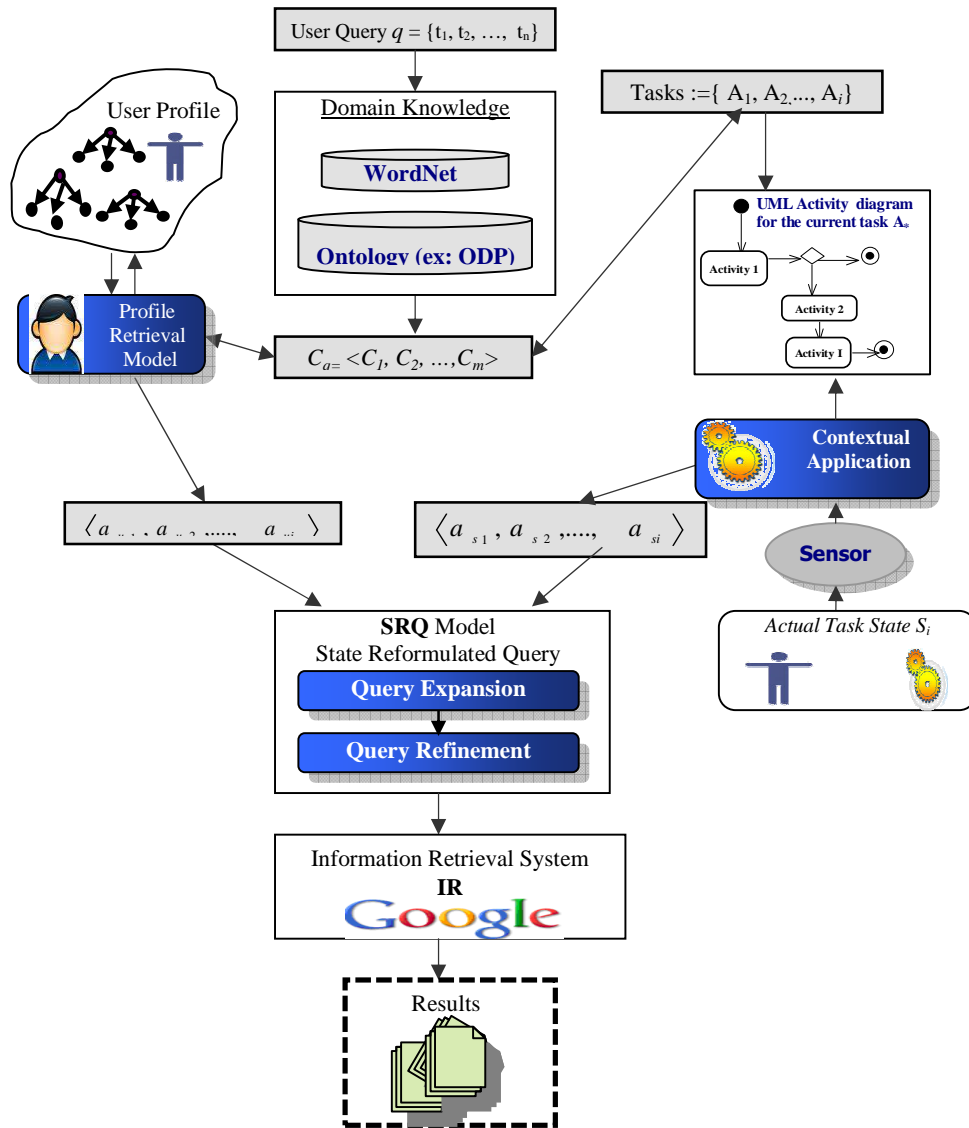 User Query q = {t1, t2, …, tn}
User Profile
Domain Knowledge
WordNet
Ontology (ex: ODP)
Tasks :={ A1, A2,..., Ai}
UML Activity diagram
for the current task A*
Activity 1
Activity 2
Activity I
Profile
Retrieval
Model
Ca= <C1, C2, ...,Cm>
Contextual
Application
⟨ a , a ,...., a ⟩
⟨ a s 1 , a s 2 ,...., a si ⟩
Sensor
Actual Task State Si
SRQ Model
State Reformulated Query
Query Expansion
Query Refinement
Information Retrieval System
IR
Google
Results